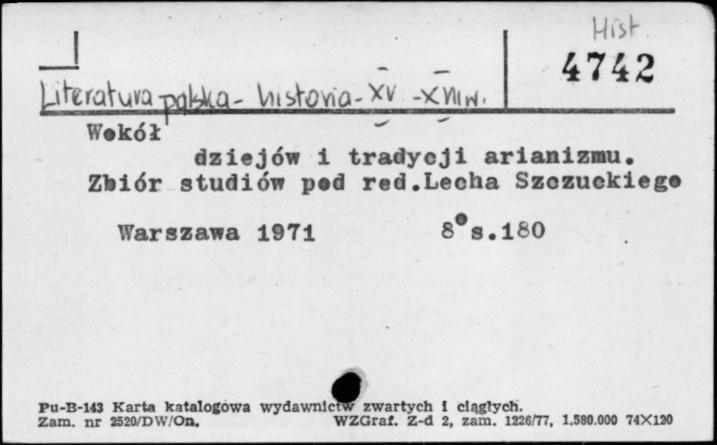 Hist
4742
Literatura polska - historia - XV - XVII w.
Wokół
dziejów i tradycji arianizmu.
Zbiór studiów pod red.Lecha Szczuckiego
Warszawa 1971 8° s.180
Pu-B-143 Karta katalogowa wydawnictw zwartych i ciągłych.
Zam. nr 2520/DW/On. WZGraf. Z-d 2, zam. 1226/77, 1.580.000 74X120